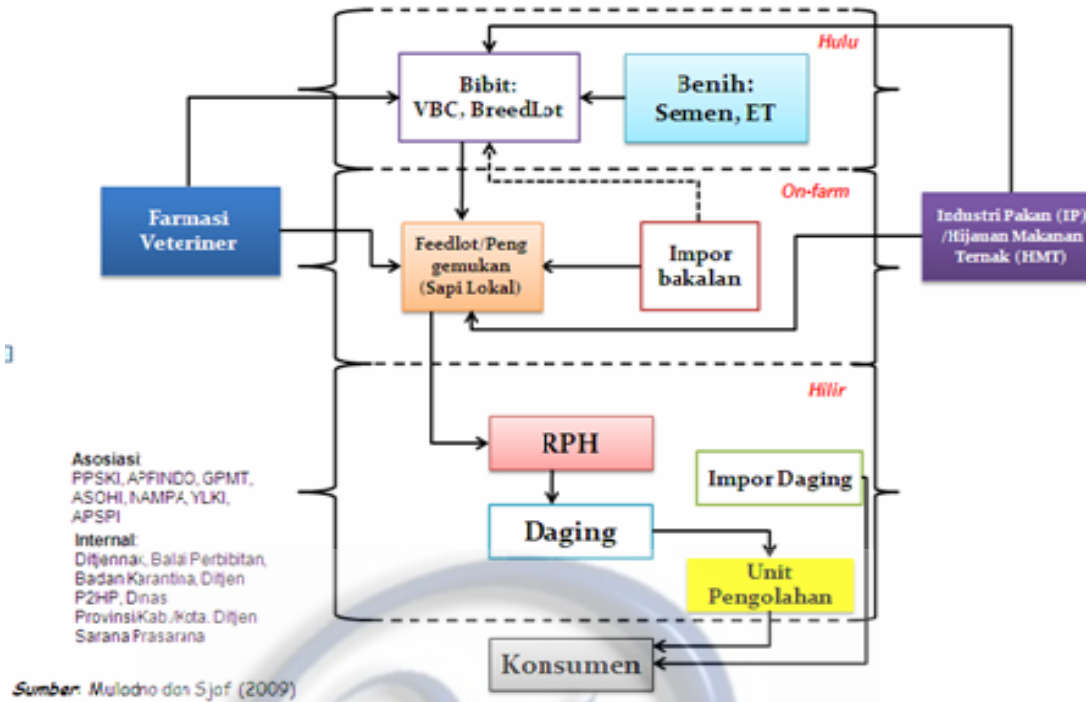 Hulu
Bibit:
VBC, BreedLot
Benih:
Semen, ET
On-farm
Farmasi
Veteriner
Feedlot/Peng
gemukan
(Sapi Lokal)
Impor
bakalan
Industri Pakan (IP)
/Hijauan Makanan
Ternak (HMT)
Hilir
RPH
Impor Daging
Daging
Unit
Pengolahan
Konsumen
Asosiasi:
PPSKI, APFINDO, GPMT,
ASOHI, NAMPA, YLKI,
APSPI
Internal:
Ditjennak, Balai Perbibitan,
Badan Karantina, Ditjen
P2HP, Dinas
Provinsi/Kab./Kota, Ditjen
Sarana Prasarana
Sumber: Muladno dan Sjaf (2009)